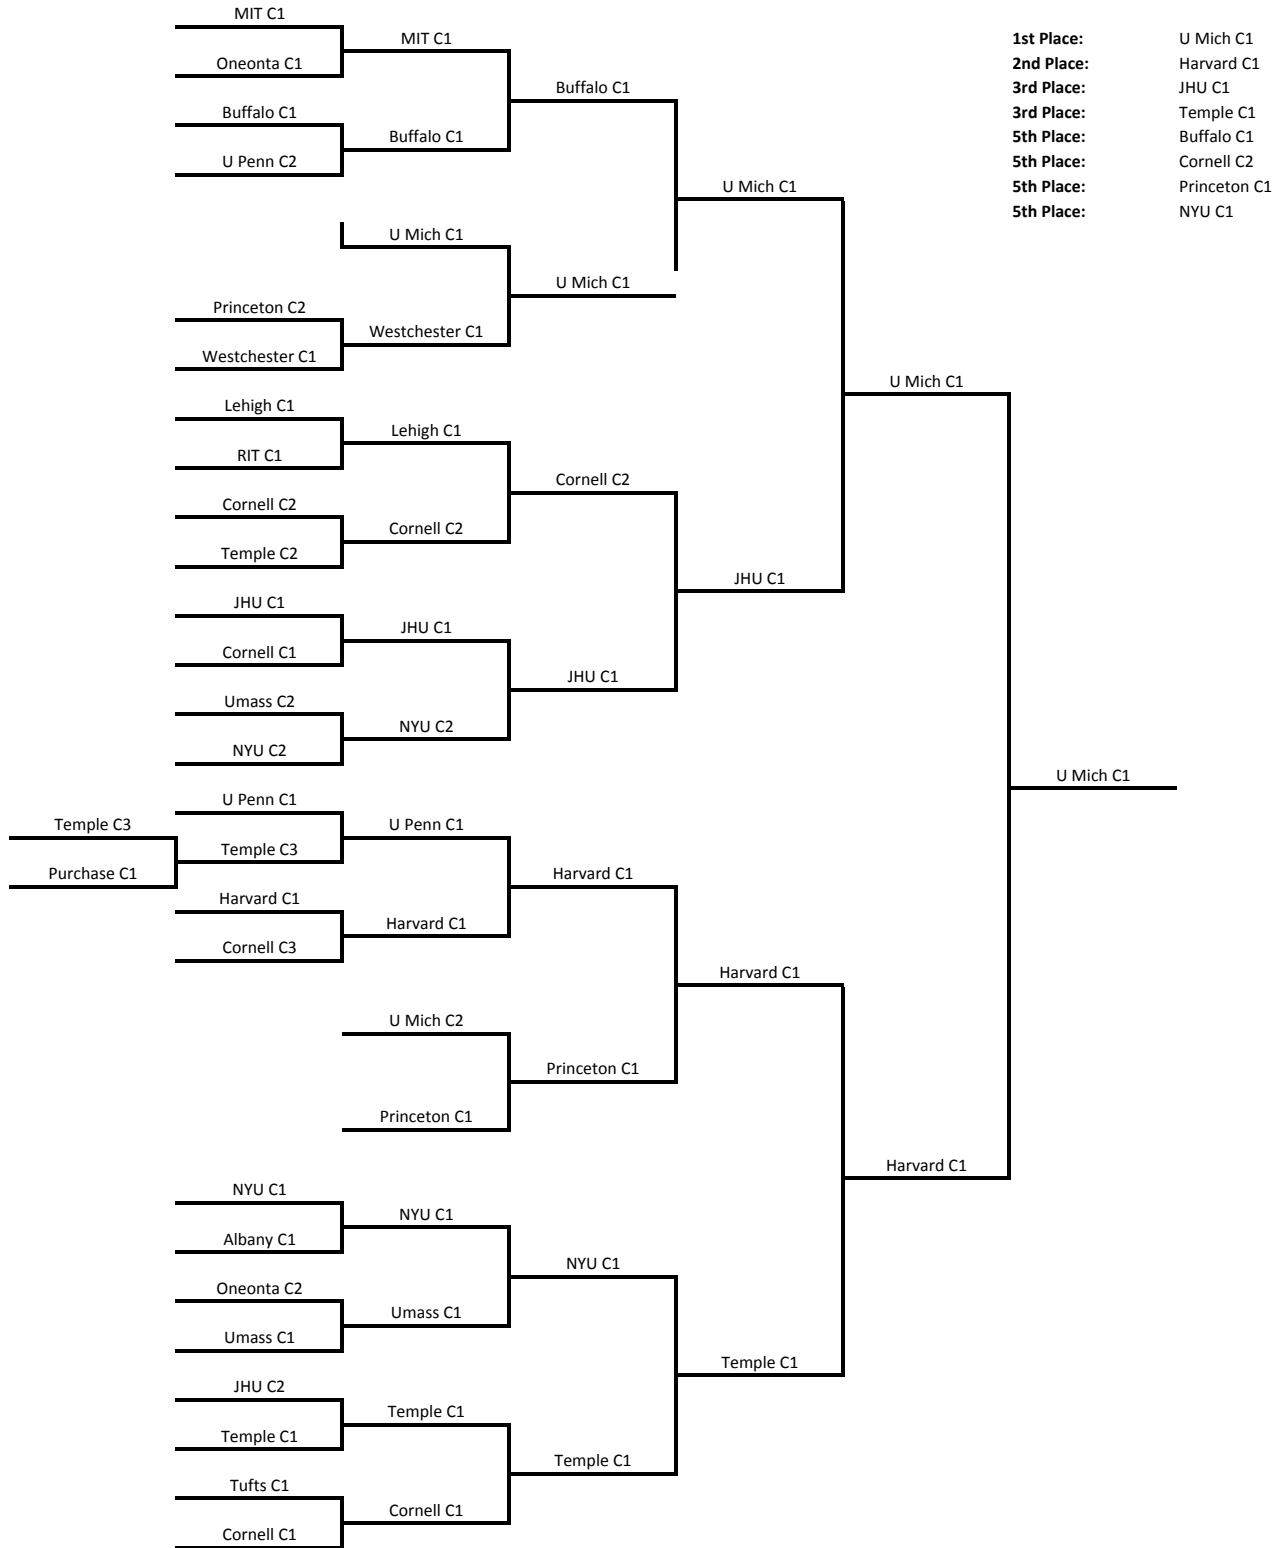 MIT C1
MIT C1
1st Place: U Mich C1
Oneonta C1
2nd Place: Harvard C1
Buffalo C1
3rd Place: JHU C1
Buffalo C1
3rd Place: Temple C1
Buffalo C1
5th Place: Buffalo C1
U Penn C2
5th Place: Cornell C2
U Mich C1
5th Place: Princeton C1
5th Place: NYU C1
U Mich C1
U Mich C1
Princeton C2
Westchester C1
Westchester C1
U Mich C1
Lehigh C1
Lehigh C1
RIT C1
Cornell C2
Cornell C2
Cornell C2
Temple C2
JHU C1
JHU C1
JHU C1
Cornell C1
JHU C1
Umass C2
NYU C2
NYU C2
U Mich C1
U Penn C1
Temple C3
U Penn C1
Temple C3
Purchase C1
Harvard C1
Harvard C1
Harvard C1
Cornell C3
Harvard C1
U Mich C2
Princeton C1
Princeton C1
Harvard C1
NYU C1
NYU C1
Albany C1
NYU C1
Oneonta C2
Umass C1
Umass C1
Temple C1
JHU C2
Temple C1
Temple C1
Temple C1
Tufts C1
Cornell C1
Cornell C1